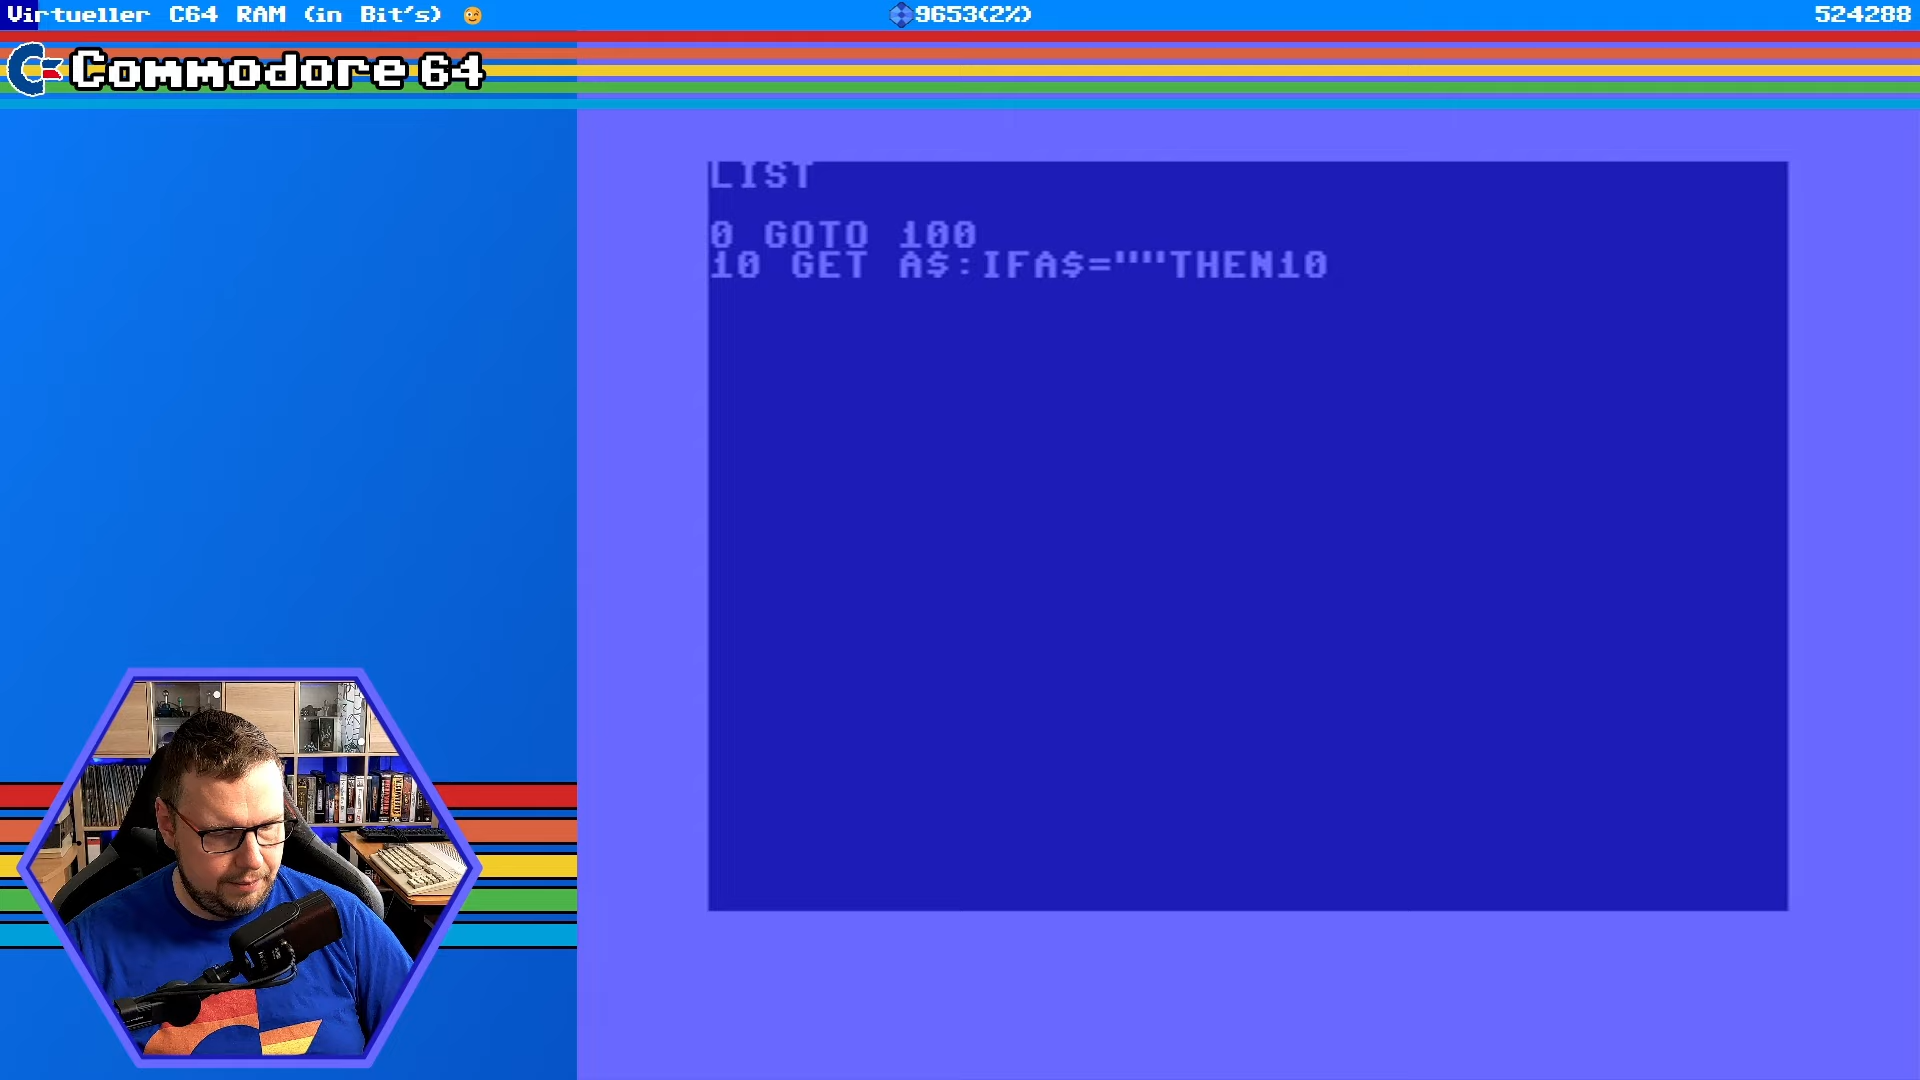 Virtueller C64 RAM (in Bit's)
9653(2%)
524288
Commodore 64
LIST
0 GOTO 100
10 GET A$:IFA$=""THEN10